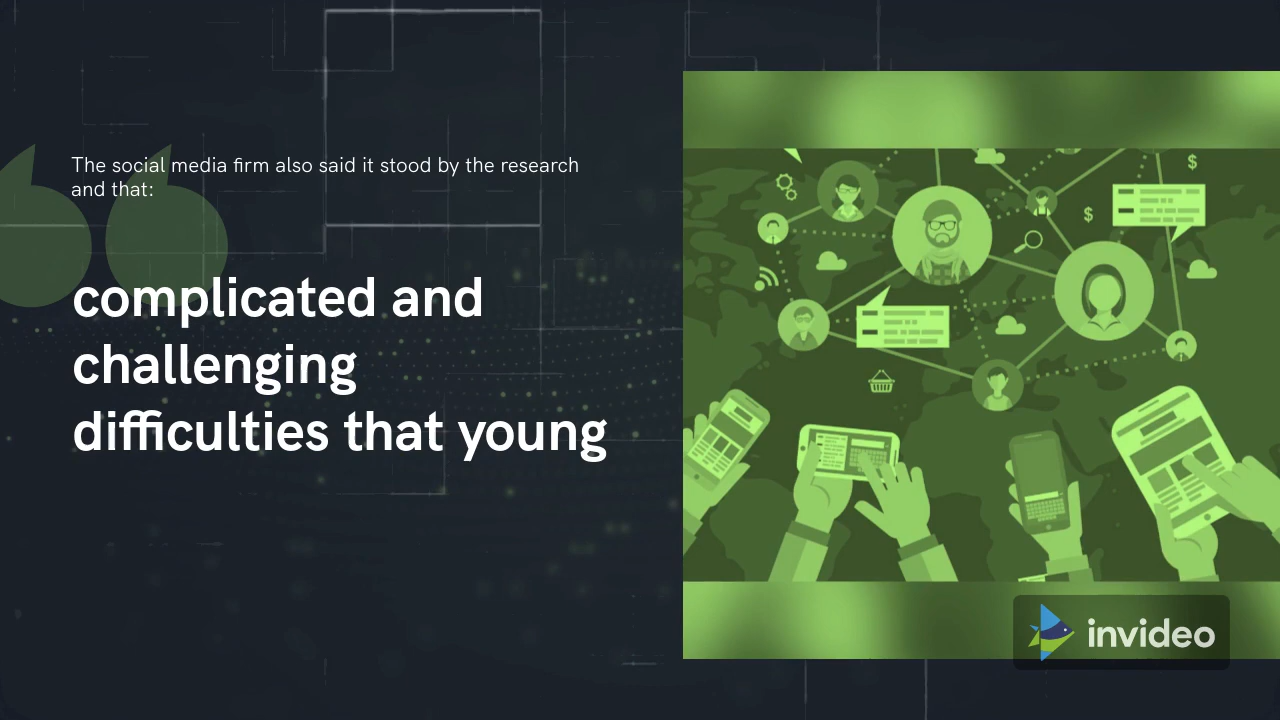 The social media firm also said it stood by the research
and that:
complicated and
challenging
difficulties that young
$
$
invideo